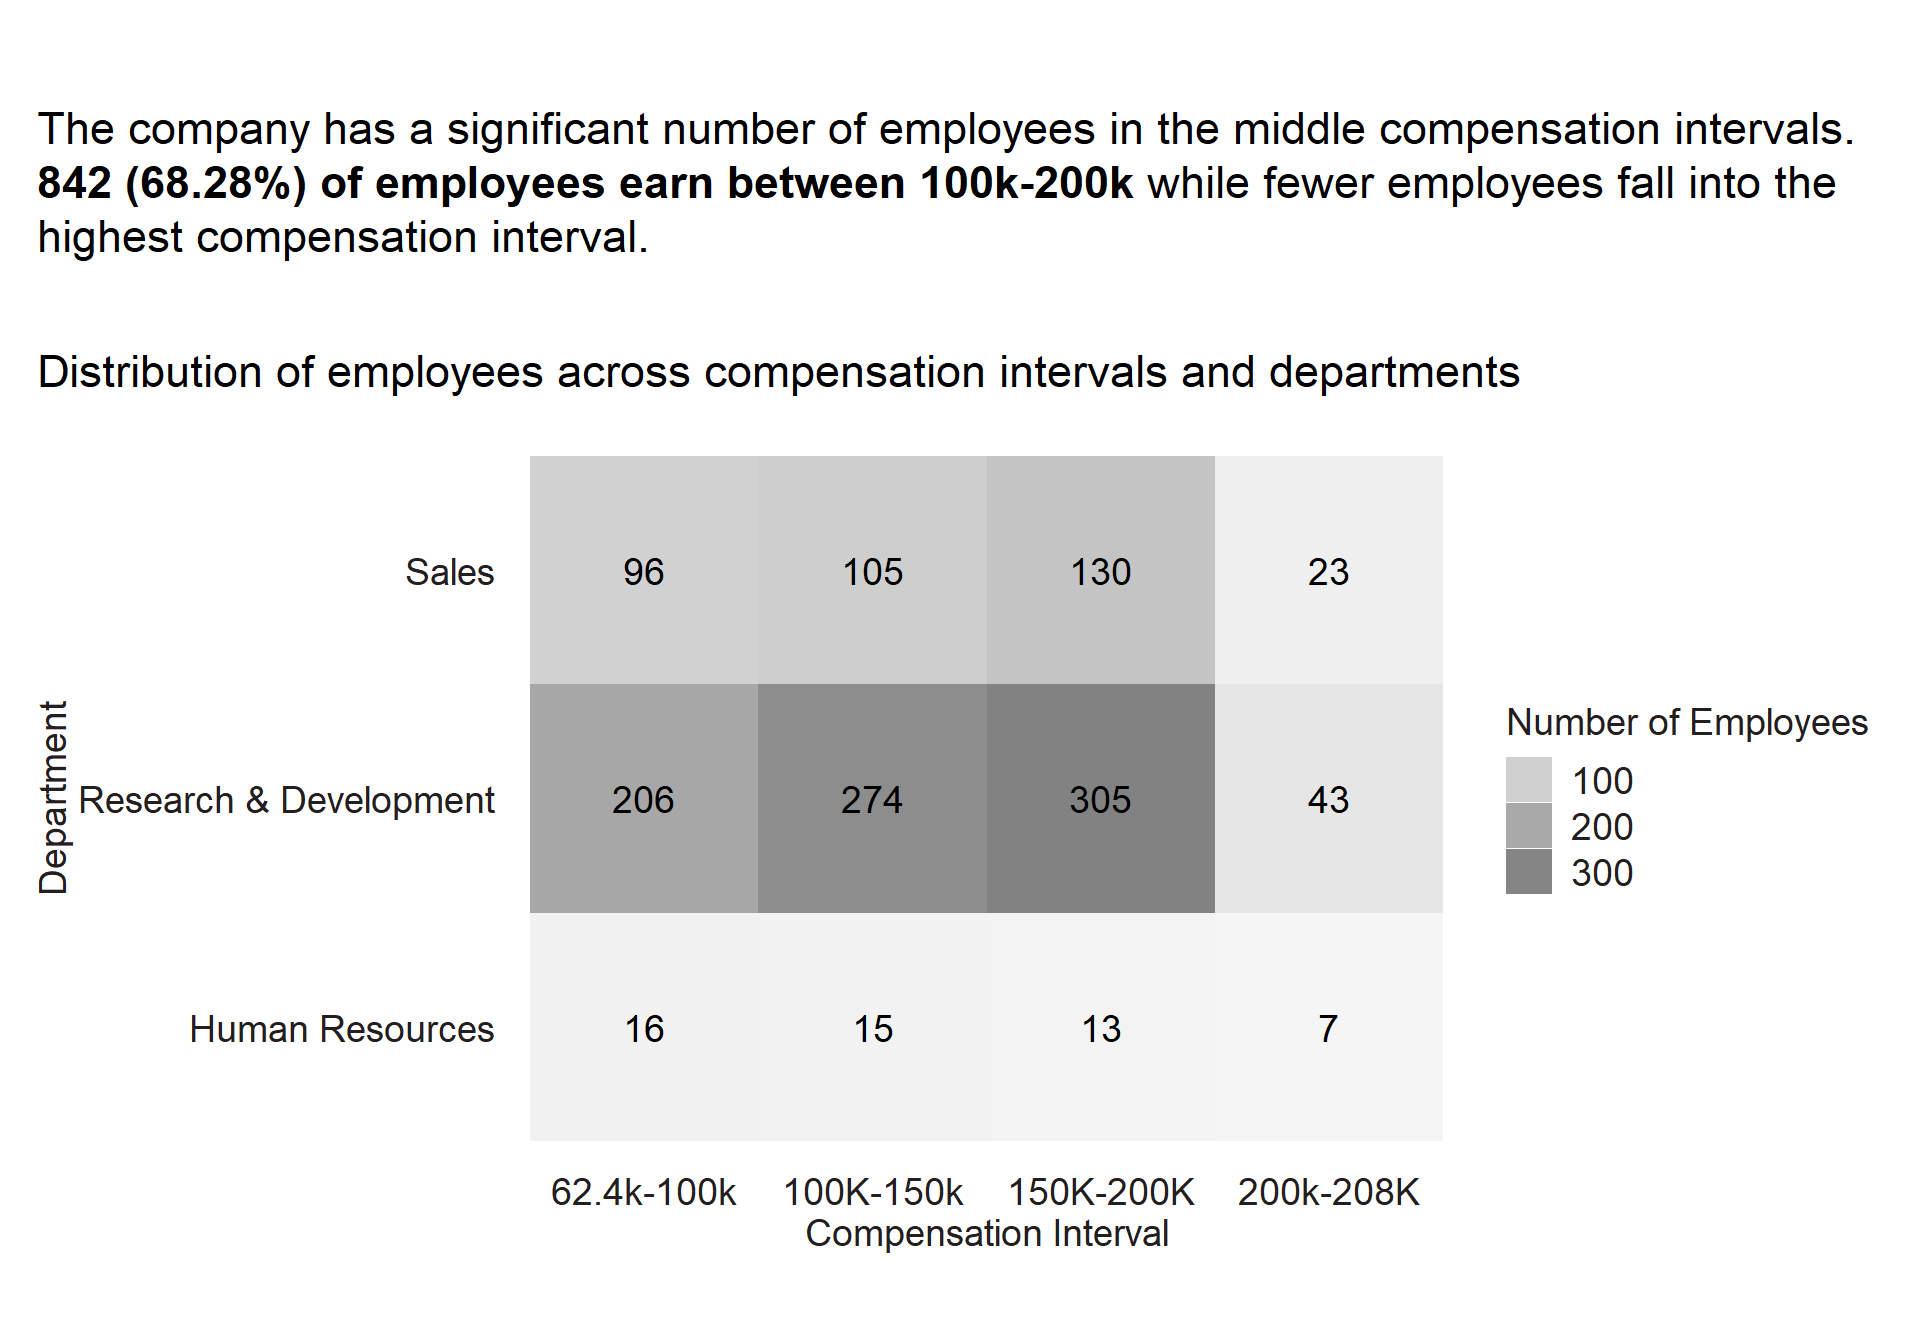 The company has a significant number of employees in the middle compensation intervals.
842 (68.28%) of employees earn between 100k-200k while fewer employees fall into the
highest compensation interval.
Distribution of employees across compensation intervals and departments
Department
Sales
96
105
130
23
Research & Development
206
274
305
43
Human Resources
16
15
13
7
62.4k-100k
100K-150k
150K-200K
200k-208K
Compensation Interval
Number of Employees
100
200
300